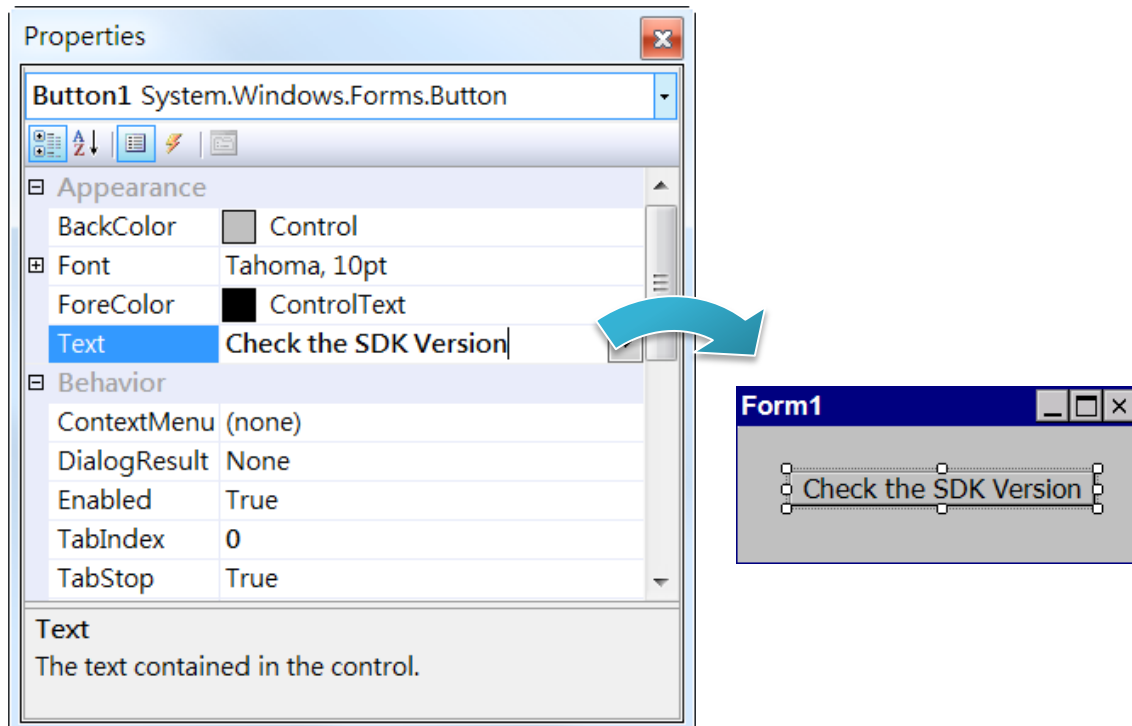 Properties
Button1 System.Windows.Forms.Button
A
Z
Appearance
BackColor Control
Font Tahoma, 10pt
ForeColor ControlText
Text Check the SDK Version
Behavior
ContextMenu (none)
DialogResult None
Enabled True
TabIndex 0
TabStop True
Text
The text contained in the control.
Form1
Check the SDK Version